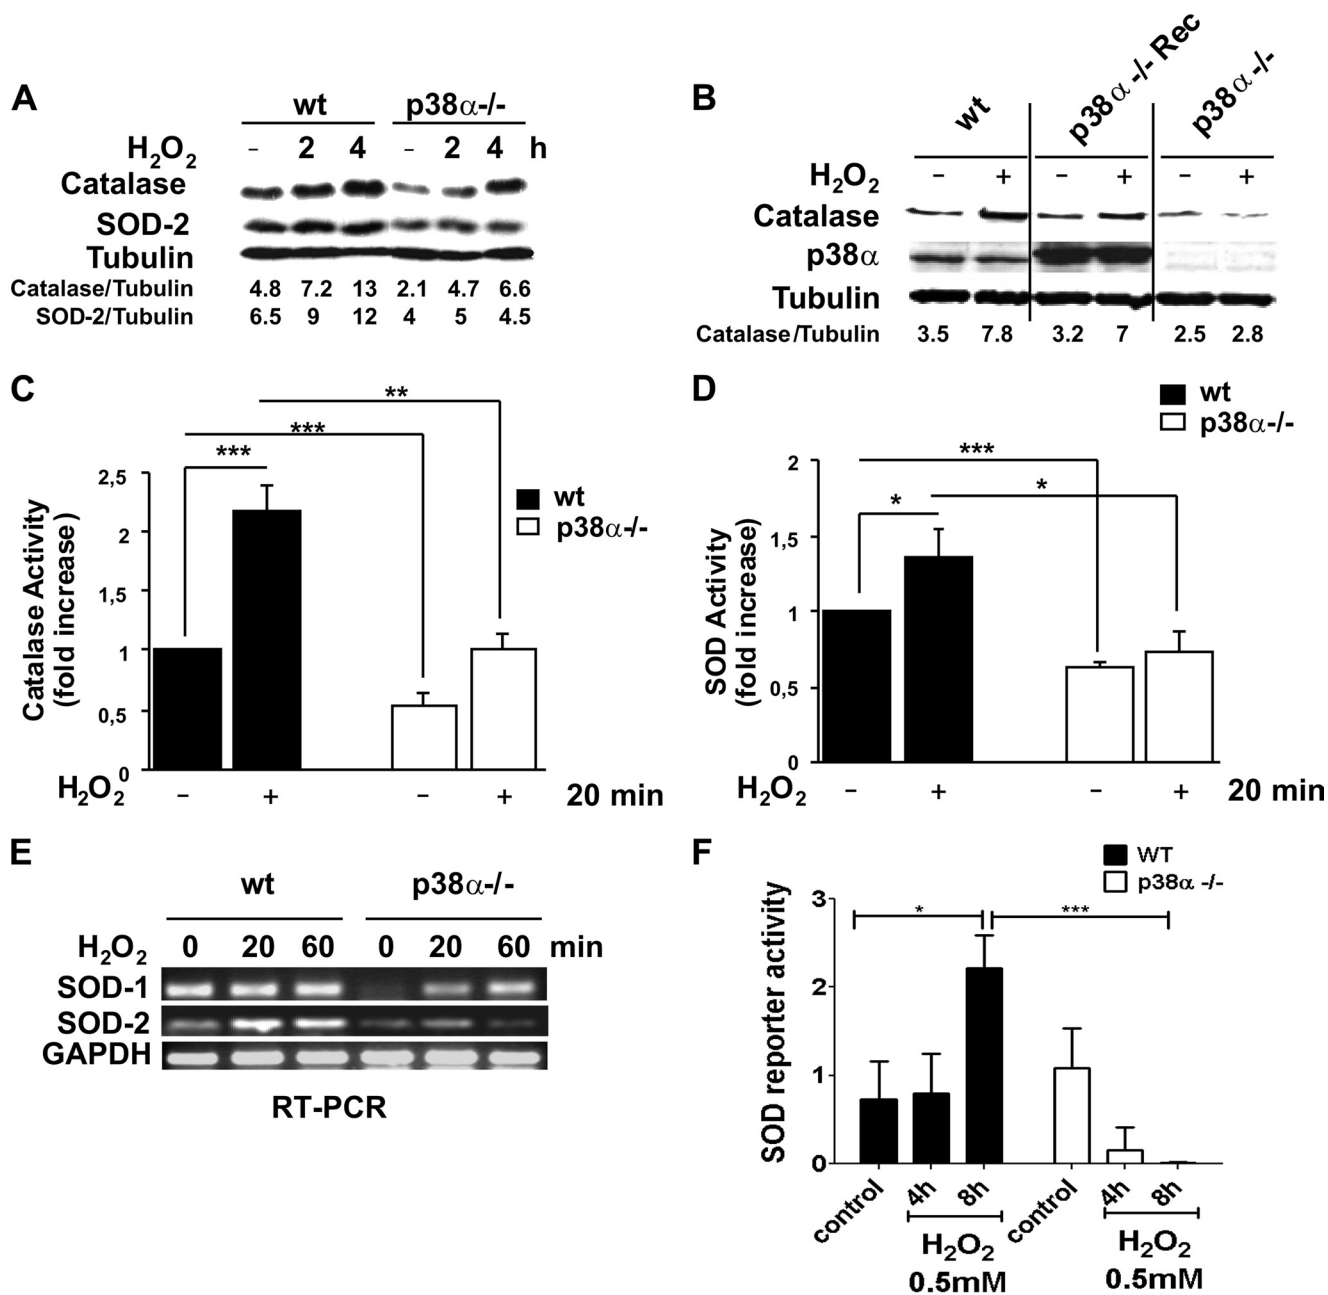 A
wt p38α-/-
H2O2 - 2 4 - 2 4 h
Catalase
SOD-2
Tubulin
Catalase/Tubulin 4.8 7.2 13 2.1 4.7 6.6
SOD-2/Tubulin 6.5 9 12 4 5 4.5
B
wt p38α-/- Rec p38α-/-
H2O2 - + - + - +
Catalase
p38α
Tubulin
Catalase/Tubulin 3.5 7.8 3.2 7 2.5 2.8
C
**
***
***
wt
p38α-/-
Catalase Activity
(fold increase)
2,5
2
1,5
1
0,5
0
H2O2 - + - + 20 min
D
wt
p38α-/-
***
*
*
SOD Activity
(fold increase)
2
1,5
1
0,5
0
H2O2 - + - + 20 min
E
wt p38α-/-
H2O2 0 20 60 0 20 60 min
SOD-1
SOD-2
GAPDH
RT-PCR
F
WT
p38α -/-
* ***
SOD reporter activity
3
2
1
0
control 4h 8h control 4h 8h
H2O2 H2O2
0.5mM 0.5mM